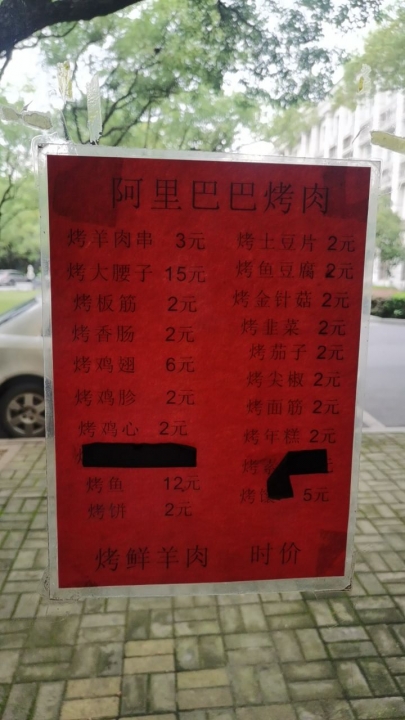 阿里巴巴烤肉
烤羊肉串 3元
烤大腰子 15元
烤板筋 2元
烤香肠 2元
烤鸡翅 6元
烤鸡胗 2元
烤鸡心 2元
烤鱼 12元
烤饼 2元
烤土豆片 2元
烤鱼豆腐 2元
烤金针菇 2元
烤韭菜 2元
烤茄子 2元
烤尖椒 2元
烤面筋 2元
烤年糕 2元
烤 元
烤 5元
烤鲜羊肉 时价